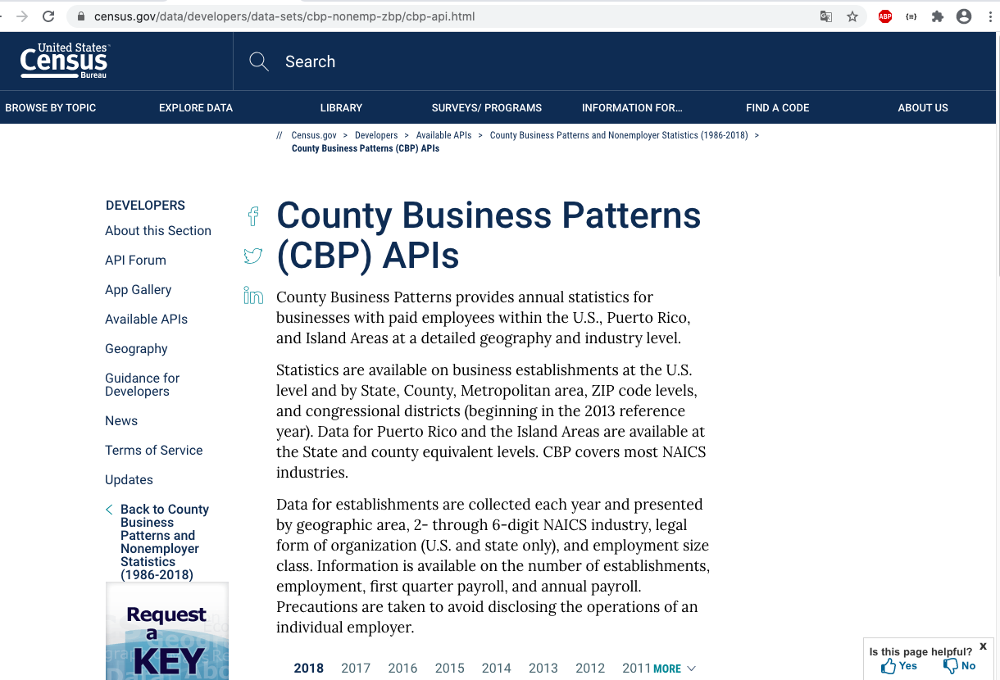 census.gov/data/developers/data-sets/cbp-nonemp-zbp/cbp-api.html
ABP
United States
Census
Bureau
Search
BROWSE BY TOPIC
EXPLORE DATA
LIBRARY
SURVEYS/ PROGRAMS
INFORMATION FOR...
FIND A CODE
ABOUT US
// Census.gov > Developers > Available APIs > County Business Patterns and Nonemployer Statistics (1986-2018) >
County Business Patterns (CBP) APIs
DEVELOPERS
About this Section
API Forum
App Gallery
Available APIs
Geography
Guidance for
Developers
News
Terms of Service
Updates
Back to County
Business
Patterns and
Nonemployer
Statistics
(1986-2018)
Request
a
KEY
County Business Patterns
(CBP) APIs
County Business Patterns provides annual statistics for
businesses with paid employees within the U.S., Puerto Rico,
and Island Areas at a detailed geography and industry level.
Statistics are available on business establishments at the U.S.
level and by State, County, Metropolitan area, ZIP code levels,
and congressional districts (beginning in the 2013 reference
year). Data for Puerto Rico and the Island Areas are available at
the State and county equivalent levels. CBP covers most NAICS
industries.
Data for establishments are collected each year and presented
by geographic area, 2- through 6-digit NAICS industry, legal
form of organization (U.S. and state only), and employment size
class. Information is available on the number of establishments,
employment, first quarter payroll, and annual payroll.
Precautions are taken to avoid disclosing the operations of an
individual employer.
2018 2017 2016 2015 2014 2013 2012 2011 MORE
Is this page helpful? X
Yes No